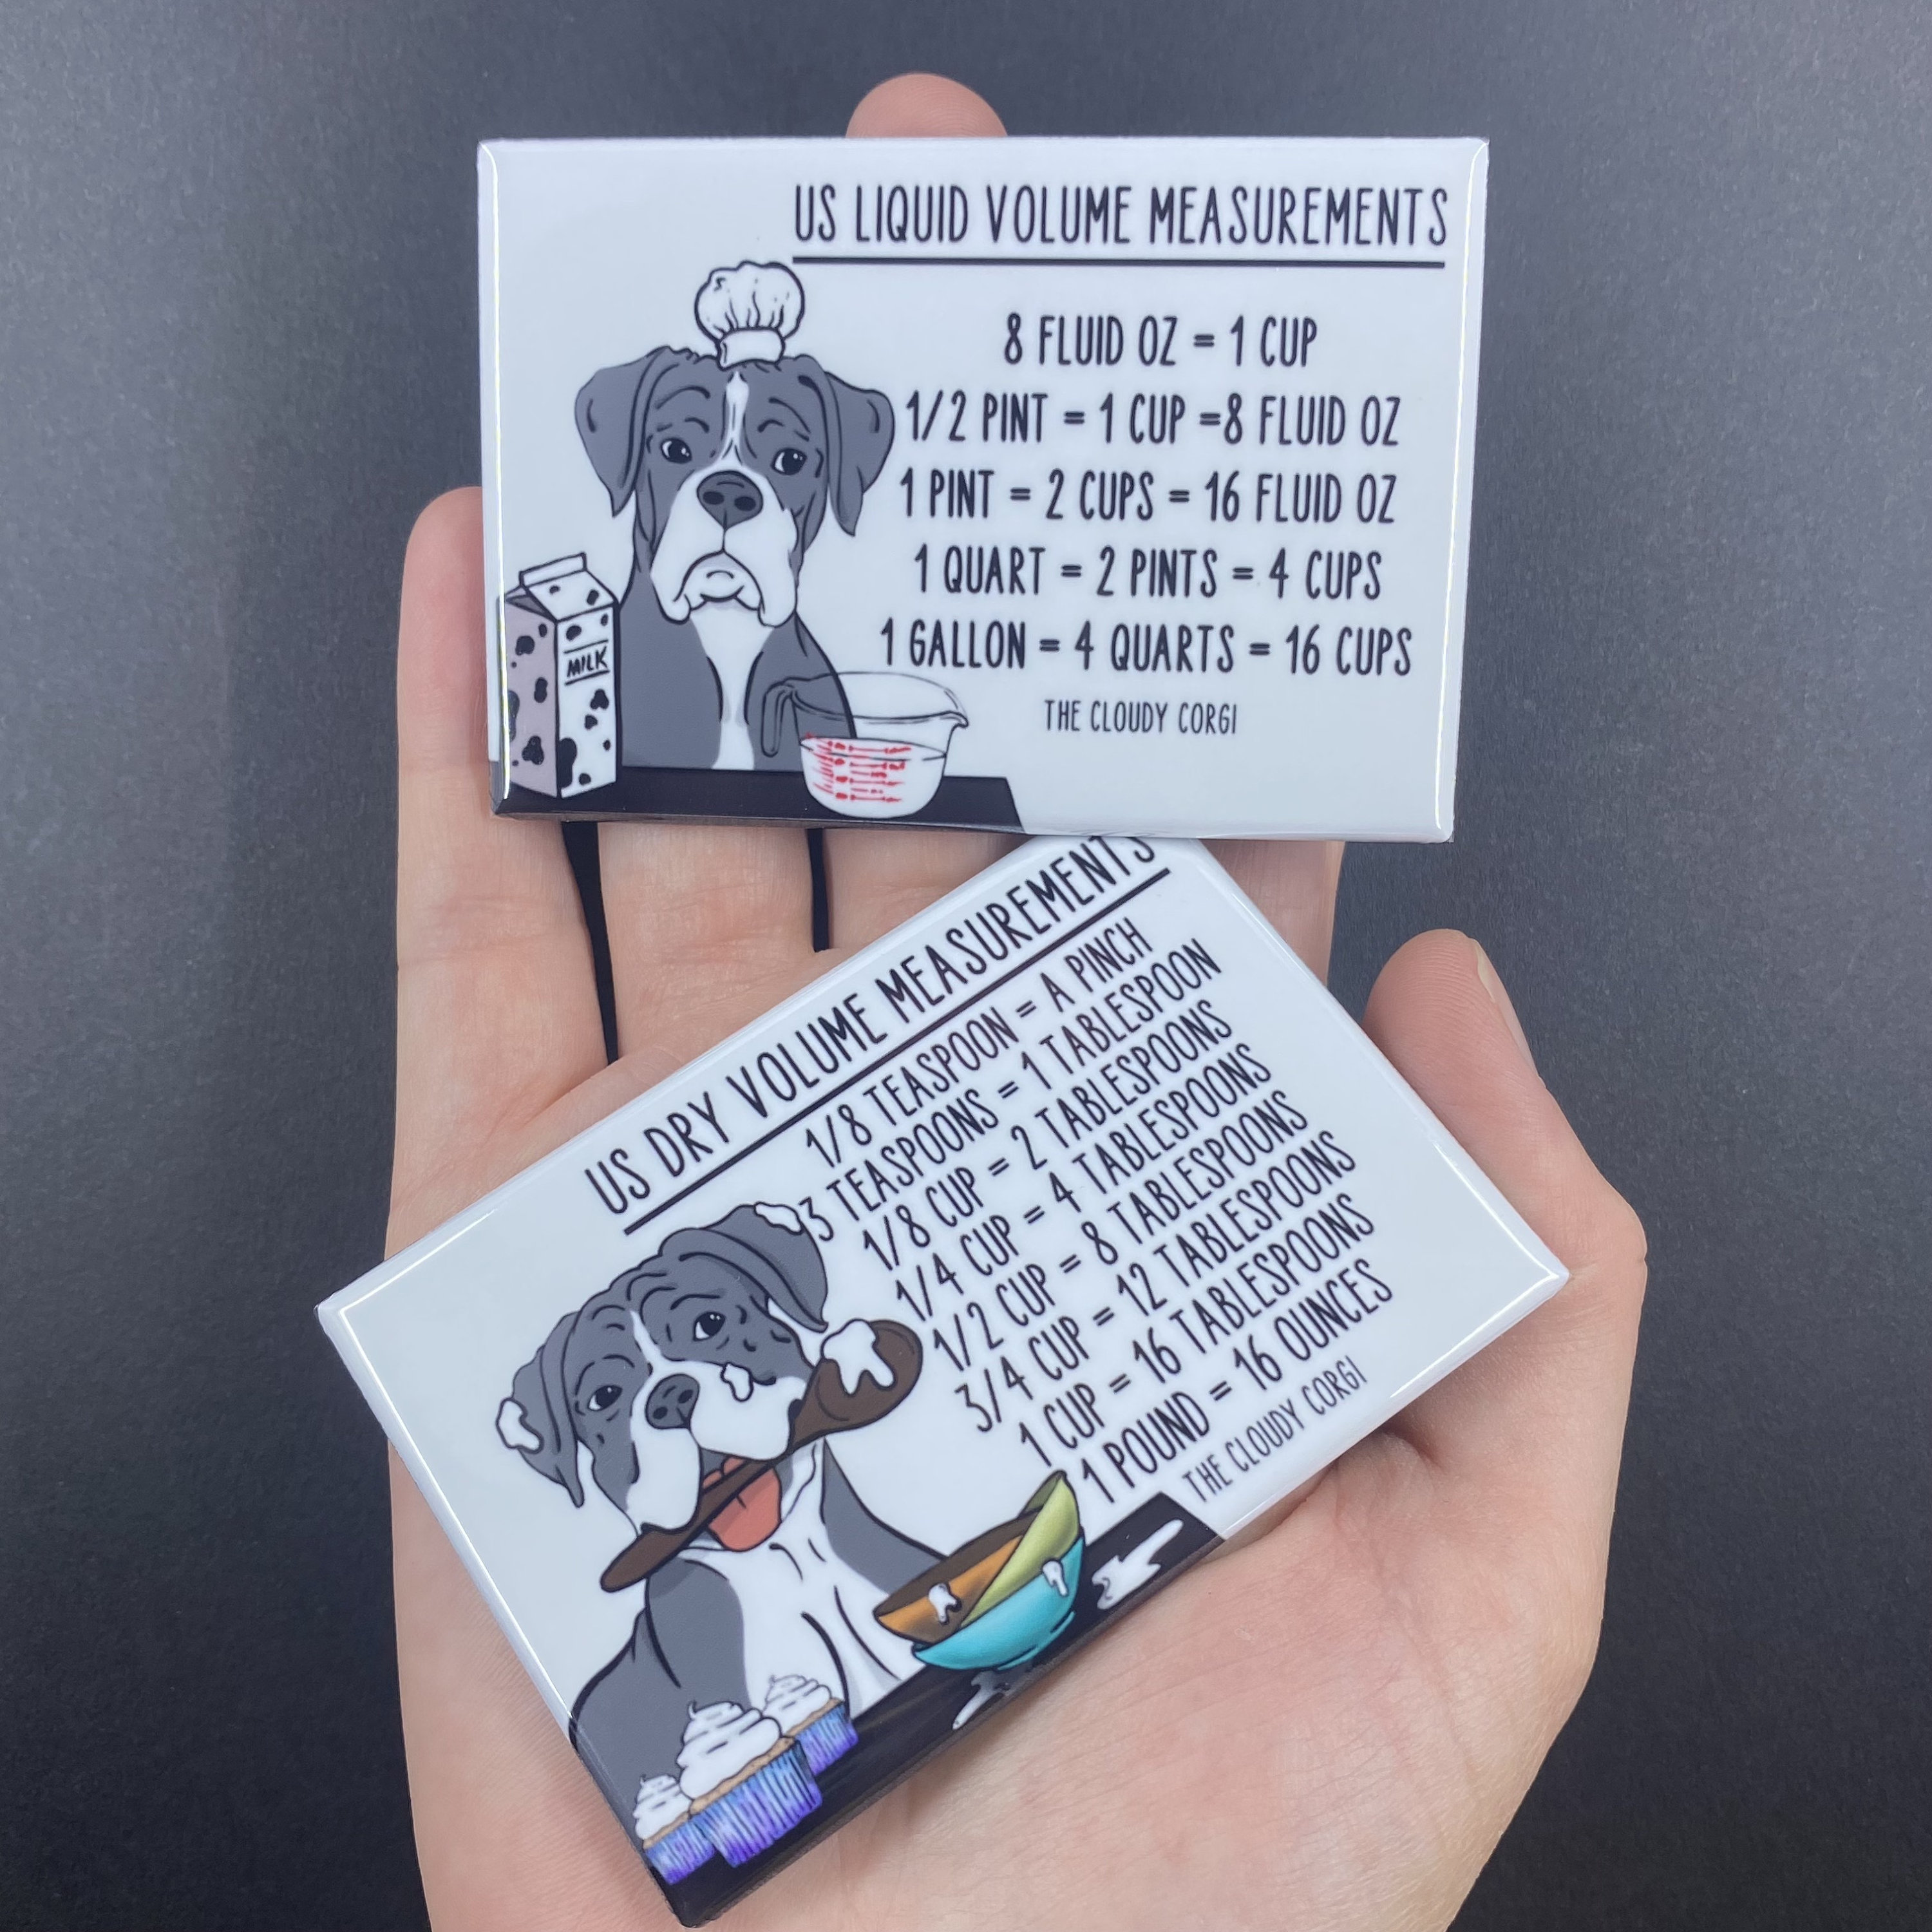 US LIQUID VOLUME MEASUREMENTS
8 FLUID OZ = 1 CUP
1/2 PINT = 1 CUP =8 FLUID OZ
1 PINT = 2 CUPS = 16 FLUID OZ
1 QUART = 2 PINTS = 4 CUPS
1 GALLON = 4 QUARTS = 16 CUPS
THE CLOUDY CORGI
MILK
US DRY VOLUME MEASUREMENTS
1/8 TEASPOON = A PINCH
3 TEASPOONS = 1 TABLESPOON
1/8 CUP = 2 TABLESPOONS
1/4 CUP = 4 TABLESPOONS
1/2 CUP = 8 TABLESPOONS
3/4 CUP = 12 TABLESPOONS
1 CUP = 16 TABLESPOONS
1 POUND = 16 OUNCES
THE CLOUDY CORGI